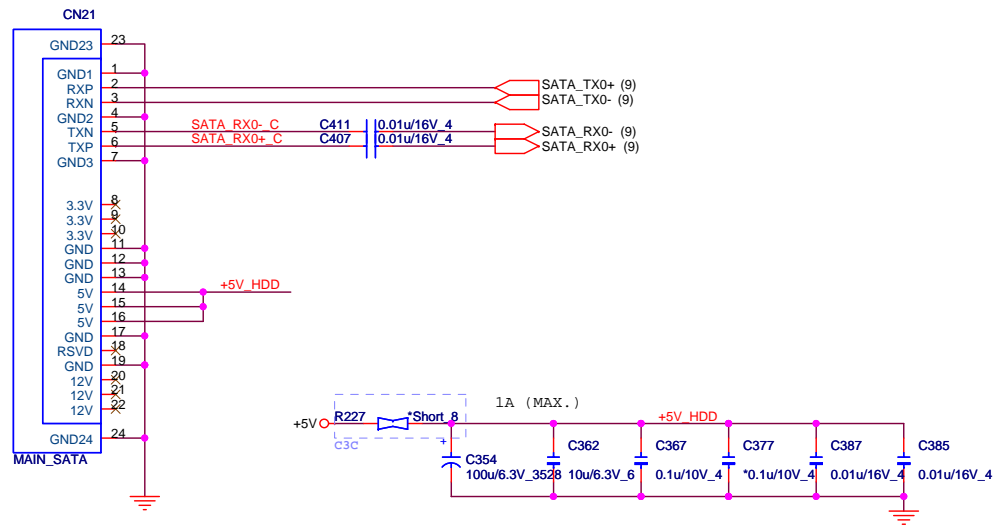 CN21
GND23 23
GND1 1
RXP 2 SATA_TX0+ (9)
RXN 3 SATA_TX0- (9)
GND2 4
TXN 5 SATA_RX0-_C C411 0.01u/16V_4 SATA_RX0- (9)
TXP 6 SATA_RX0+_C C407 0.01u/16V_4 SATA_RX0+ (9)
GND3 7
3.3V 8
3.3V 9
3.3V 10
GND 11
GND 12
GND 13
5V 14 +5V_HDD
5V 15
5V 16
GND 17
RSVD 18
GND 19
12V 20
12V 21
12V 22
GND24 24
MAIN_SATA
1A (MAX.)
+5V R227 *Short_8 +5V_HDD
C3C
+
C354 C362 C367 C377 C387 C385
100u/6.3V_3528 10u/6.3V_6 0.1u/10V_4 *0.1u/10V_4 0.01u/16V_4 0.01u/16V_4